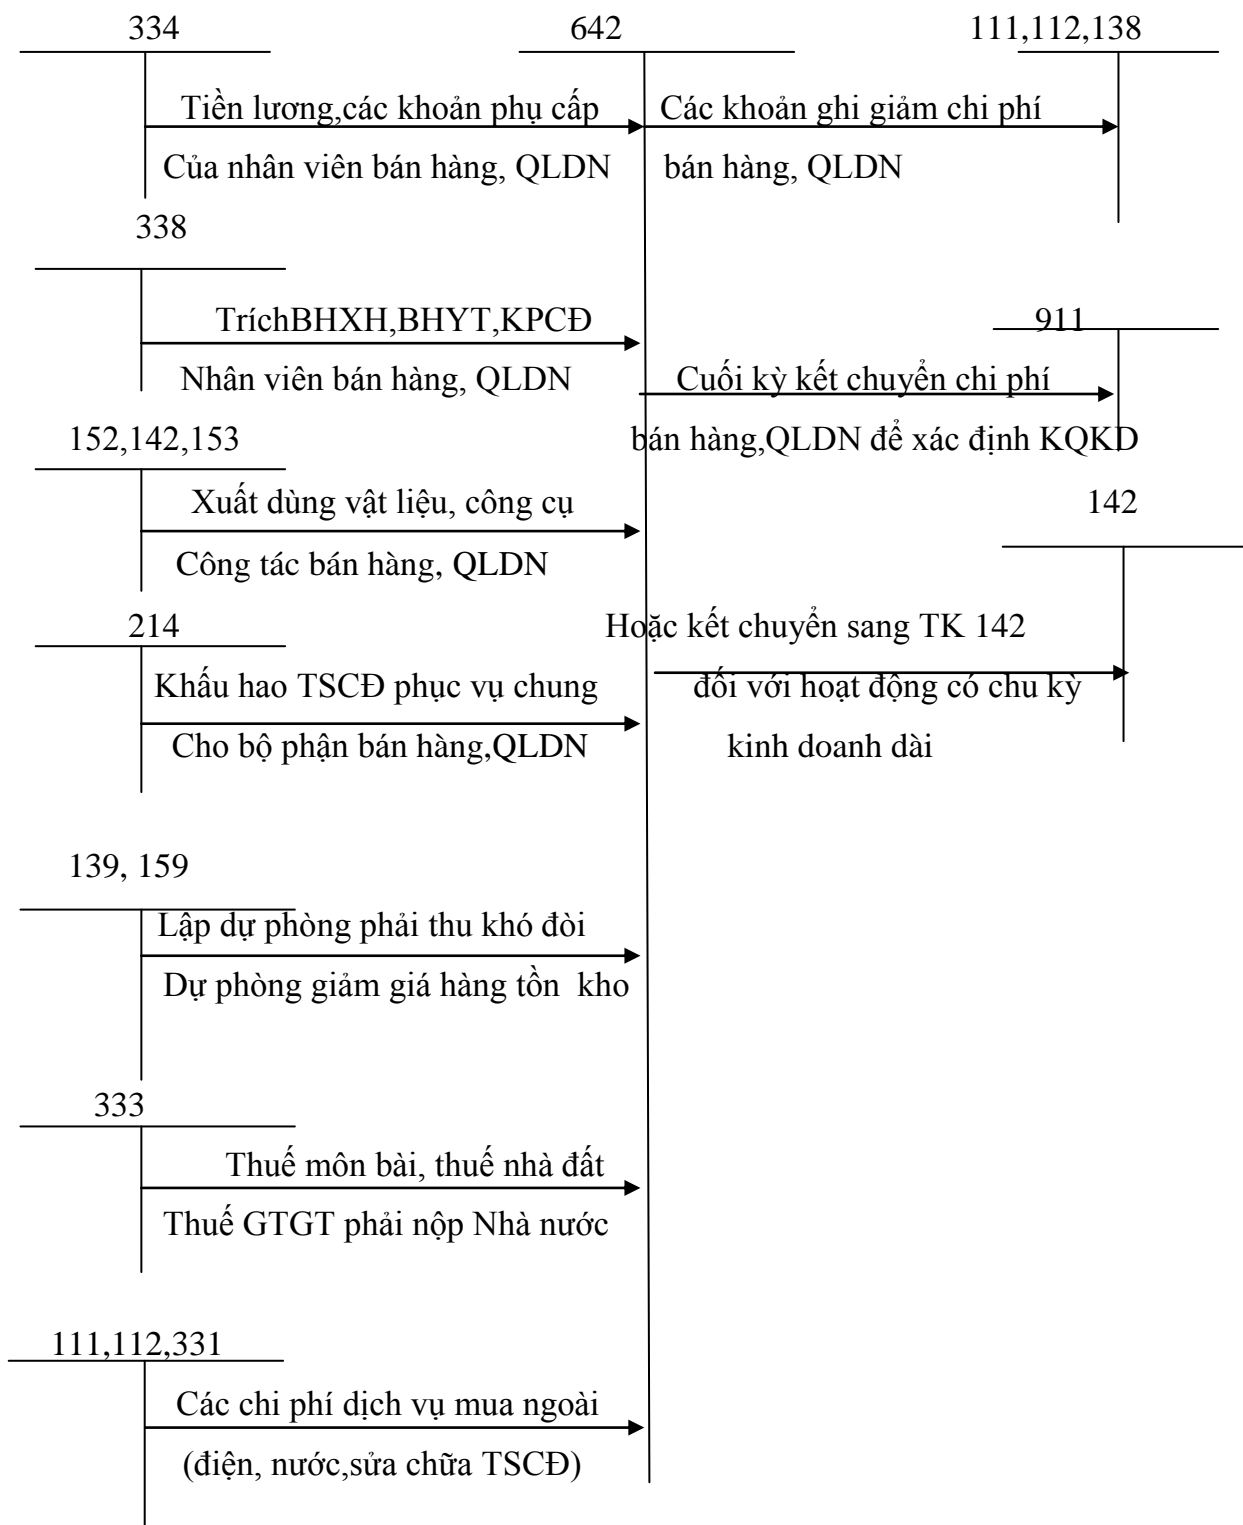 334
642
111,112,138
Tiền lương,các khoản phụ cấp
Các khoản ghi giảm chi phí
Của nhân viên bán hàng, QLDN
bán hàng, QLDN
338
TríchBHXH,BHYT,KPCĐ
911
Nhân viên bán hàng, QLDN
Cuối kỳ kết chuyển chi phí
152,142,153
bán hàng,QLDN để xác định KQKD
Xuất dùng vật liệu, công cụ
142
Công tác bán hàng, QLDN
214
Hoặc kết chuyển sang TK 142
Khấu hao TSCĐ phục vụ chung
đối với hoạt động có chu kỳ
Cho bộ phận bán hàng,QLDN
kinh doanh dài
139, 159
Lập dự phòng phải thu khó đòi
Dự phòng giảm giá hàng tồn kho
333
Thuế môn bài, thuế nhà đất
Thuế GTGT phải nộp Nhà nước
111,112,331
Các chi phí dịch vụ mua ngoài
(điện, nước,sửa chữa TSCĐ)